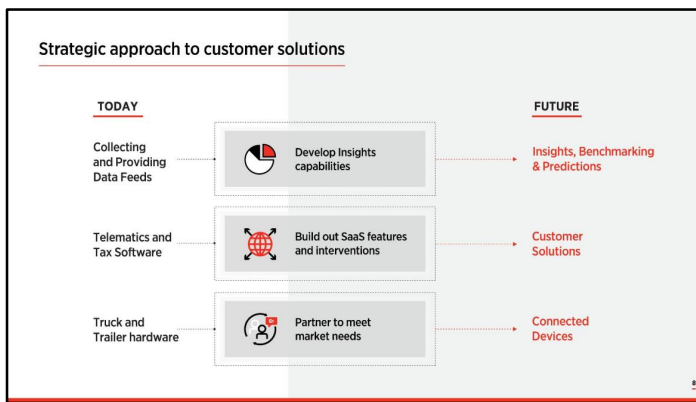 Strategic approach to customer solutions
TODAY
FUTURE
Collecting
and Providing
Data Feeds
Develop Insights
capabilities
Insights, Benchmarking
& Predictions
Telematics and
Tax Software
Build out SaaS features
and interventions
Customer
Solutions
Truck and
Trailer hardware
Partner to meet
market needs
Connected
Devices
8